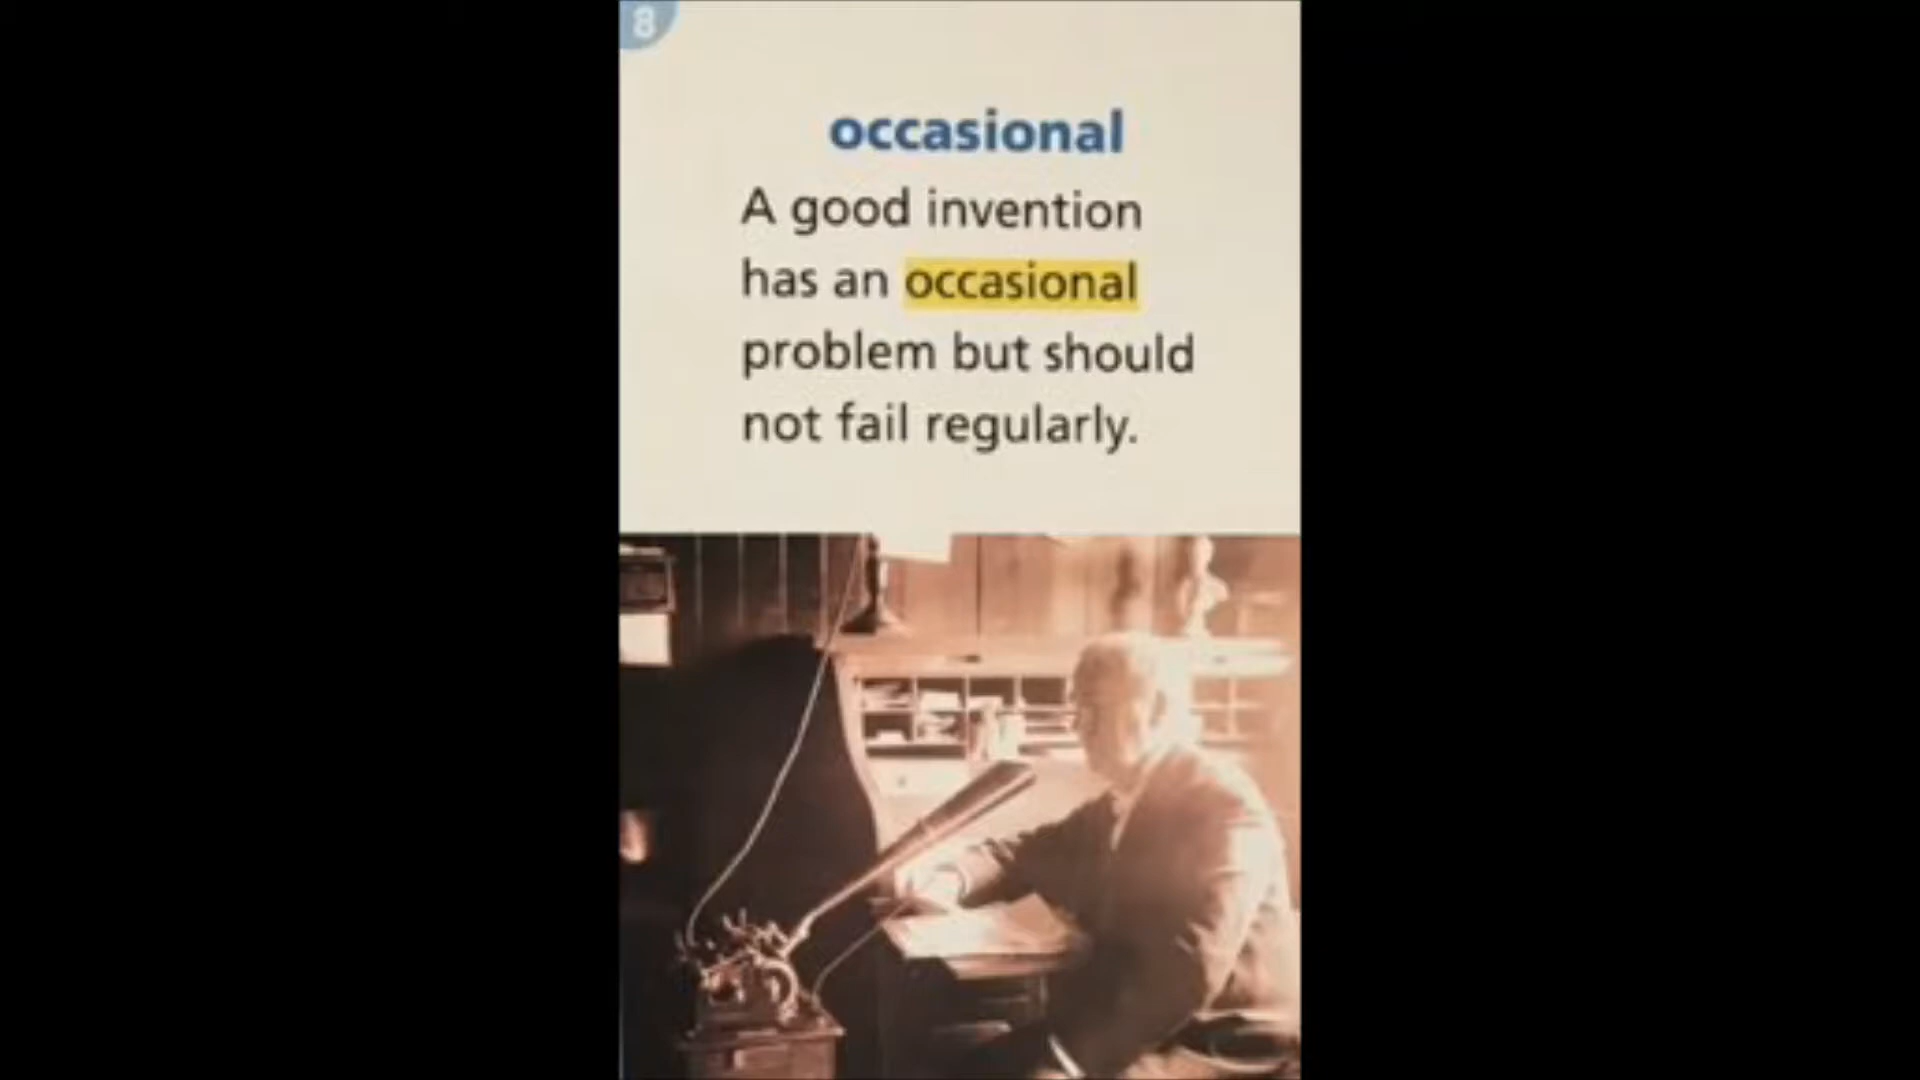 8
occasional
A good invention
has an occasional
problem but should
not fail regularly.